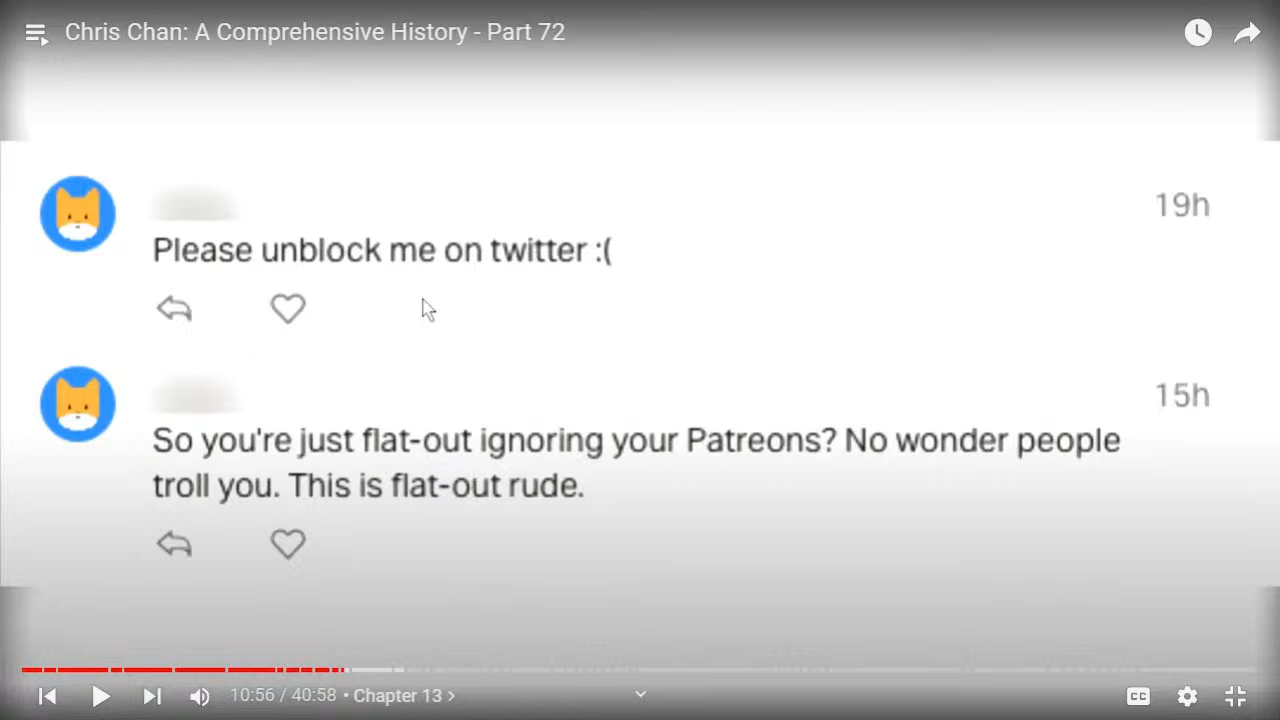 Chris Chan: A Comprehensive History - Part 72
19h
Please unblock me on twitter :(
15h
So you're just flat-out ignoring your Patreons? No wonder people
troll you. This is flat-out rude.
10:56 / 40:58 • Chapter 13 >
CC